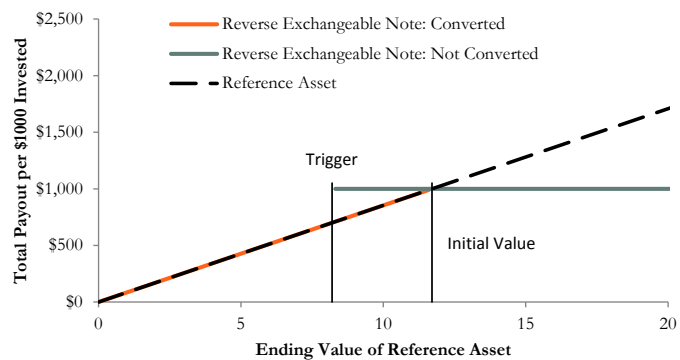 Total Payout per $1000 Invested
$2,500
$2,000
$1,500
$1,000
$500
$0
Reverse Exchangeable Note: Converted
Reverse Exchangeable Note: Not Converted
Reference Asset
Trigger
Initial Value
0 5 10 15 20
Ending Value of Reference Asset